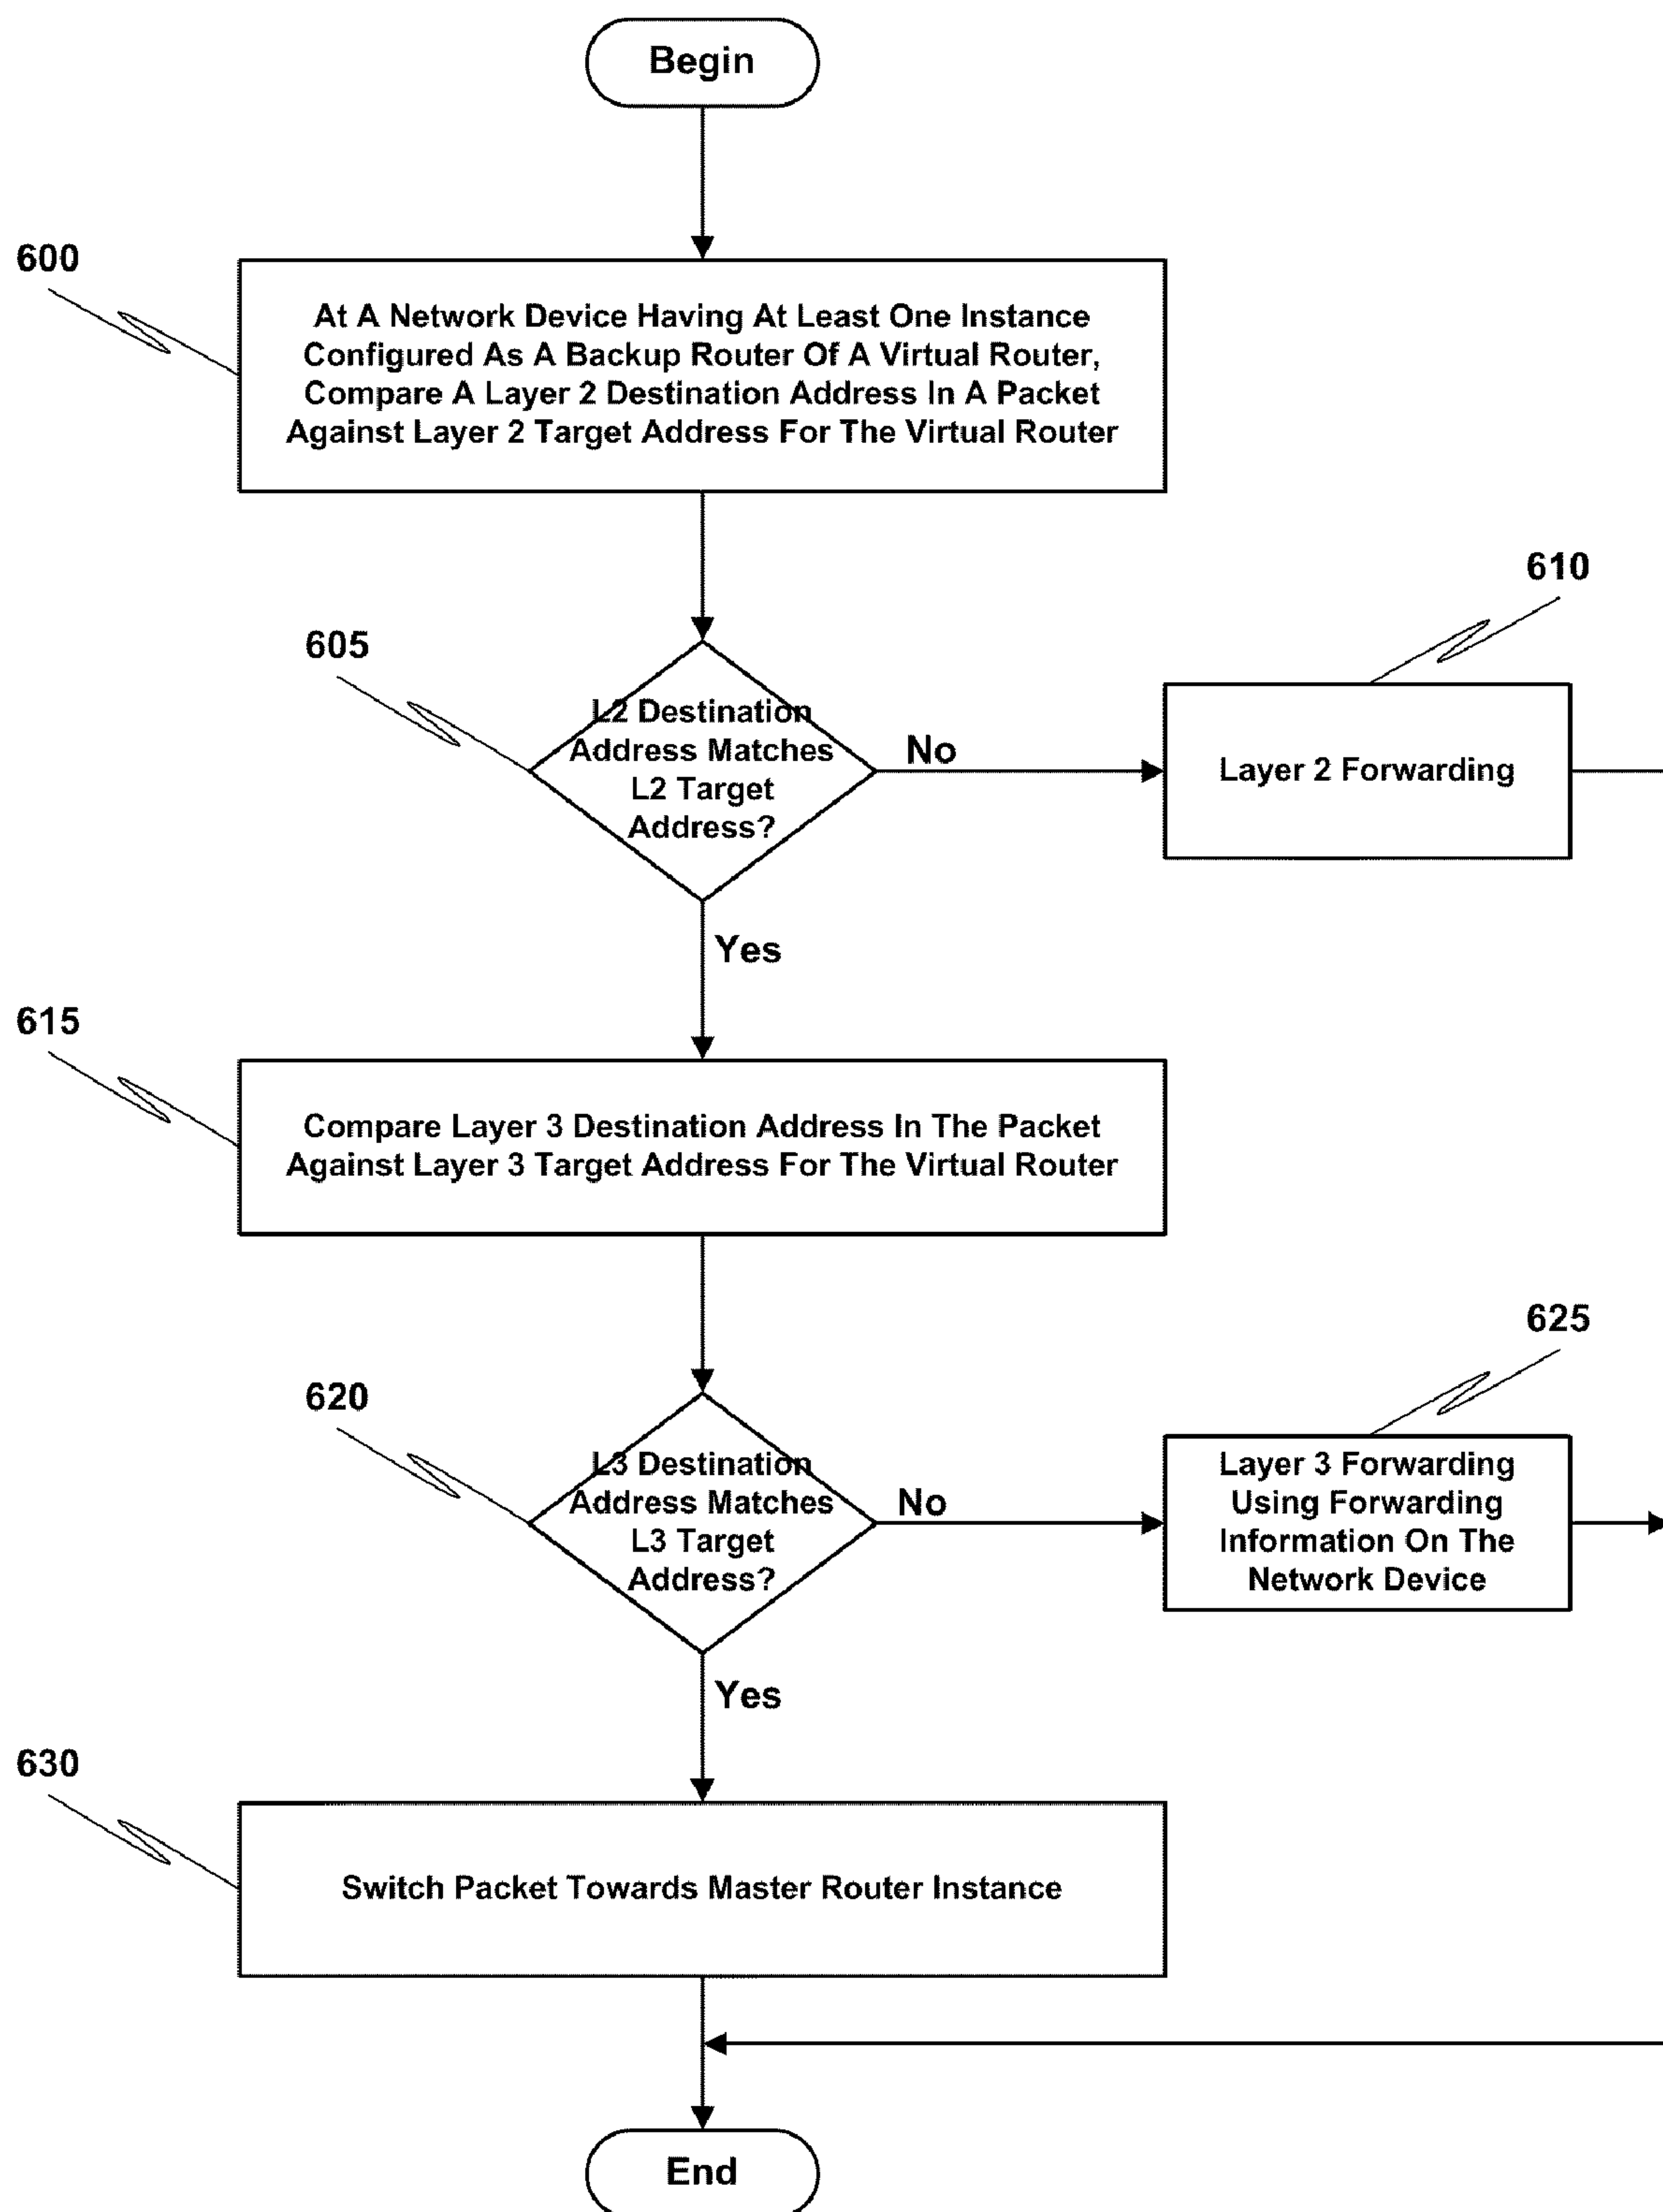 Begin
600
At A Network Device Having At Least One Instance
Configured As A Backup Router Of A Virtual Router,
Compare A Layer 2 Destination Address In A Packet
Against Layer 2 Target Address For The Virtual Router
605
L2 Destination
Address Matches
L2 Target
Address?
No
610
Layer 2 Forwarding
Yes
615
Compare Layer 3 Destination Address In The Packet
Against Layer 3 Target Address For The Virtual Router
620
L3 Destination
Address Matches
L3 Target
Address?
No
625
Layer 3 Forwarding
Using Forwarding
Information On The
Network Device
Yes
630
Switch Packet Towards Master Router Instance
End